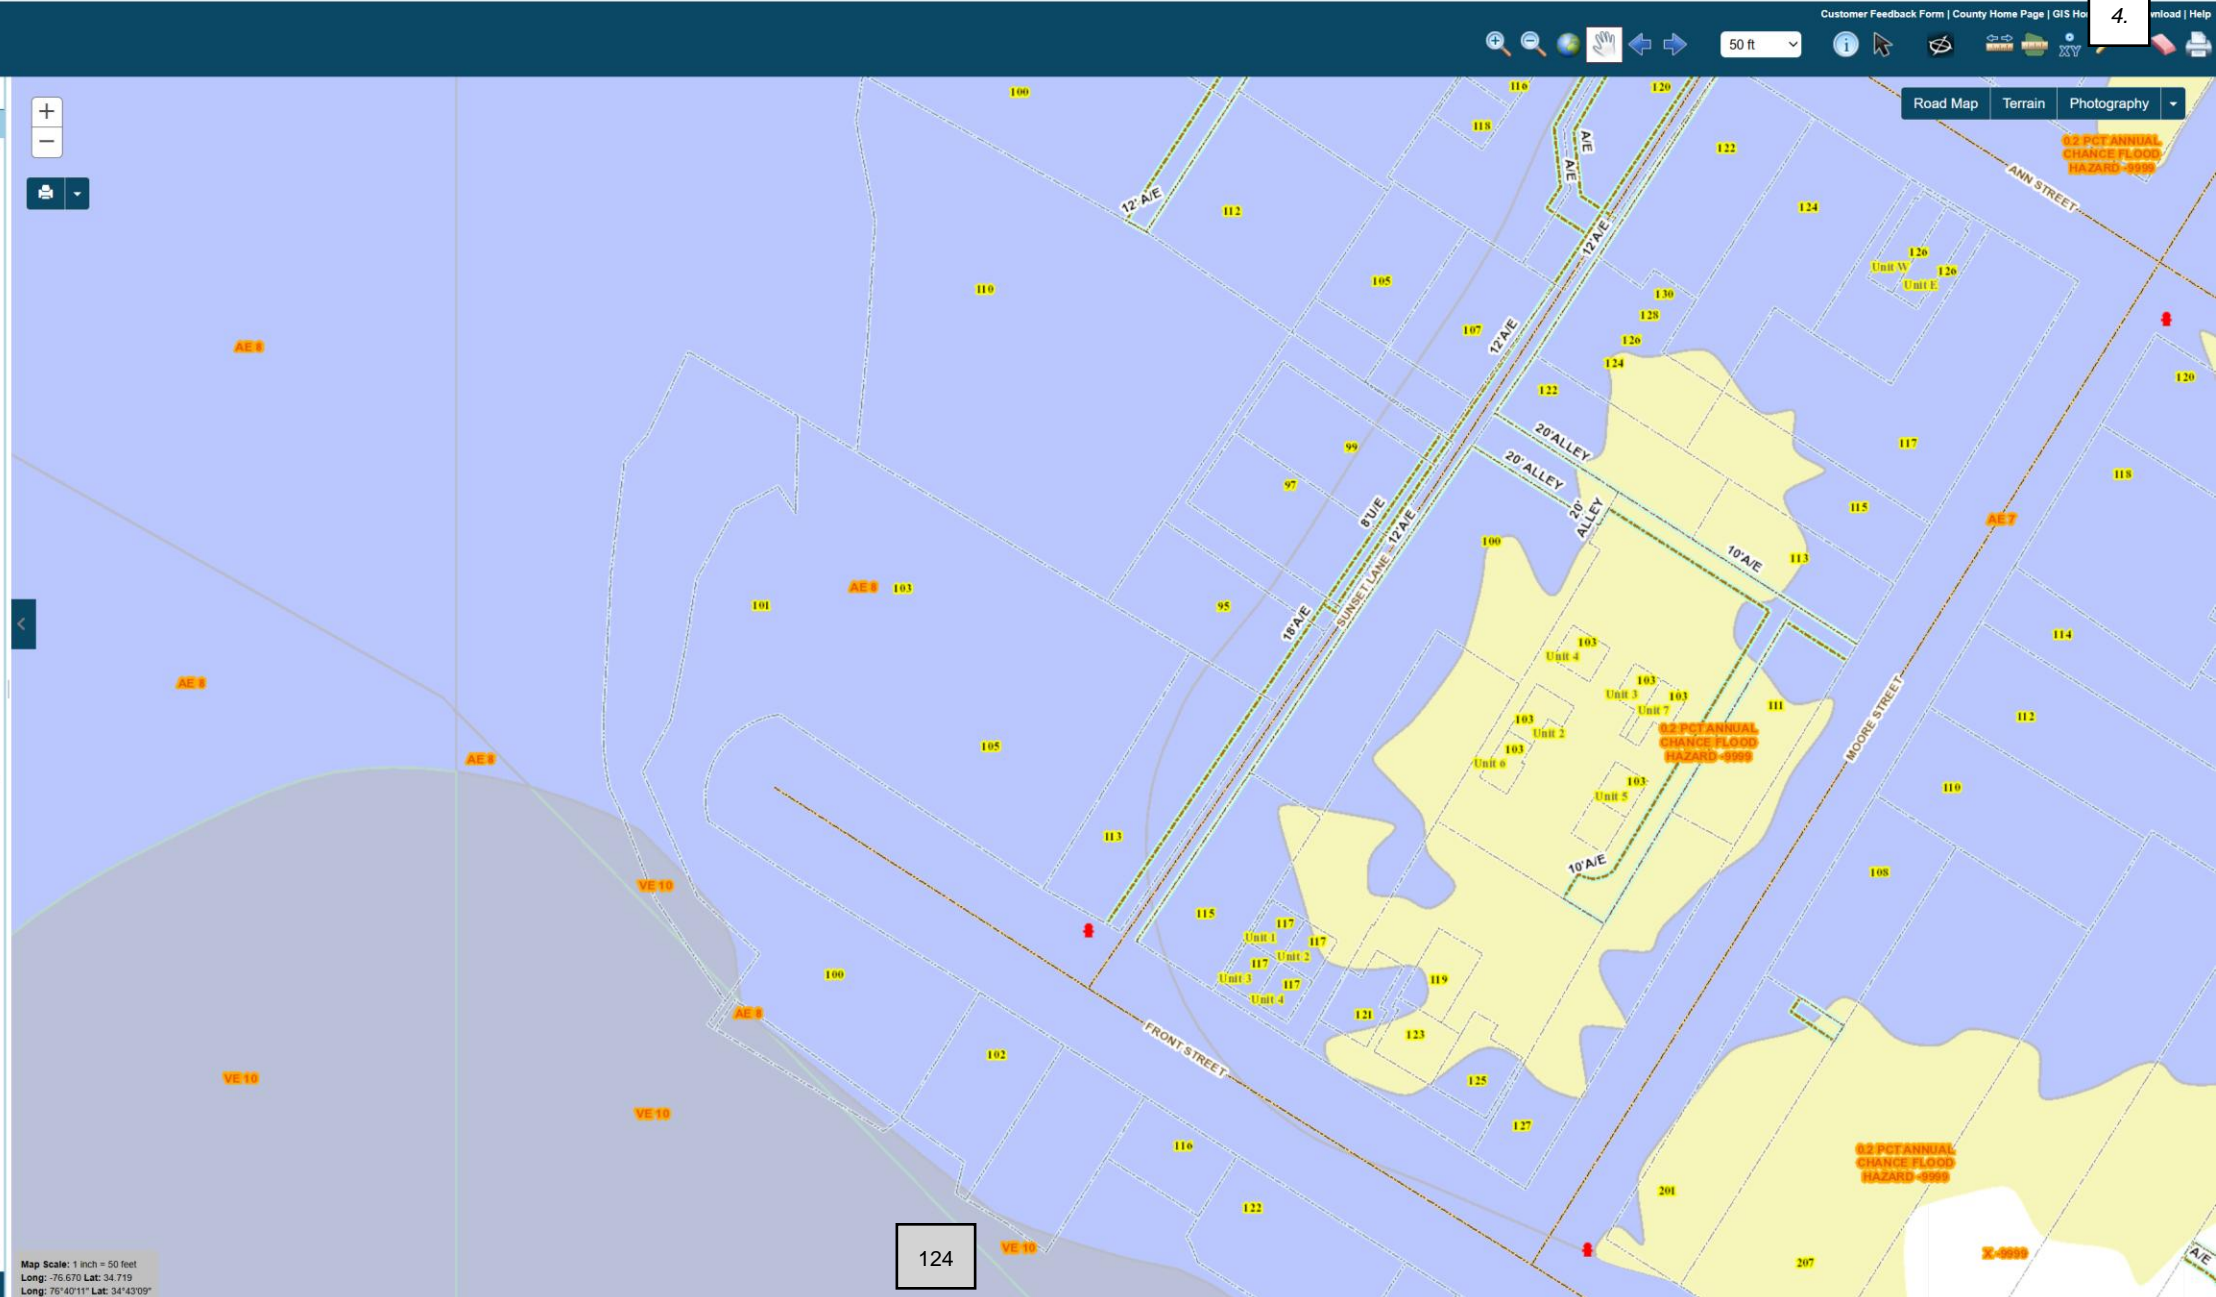 Customer Feedback Form | County Home Page | GIS Ho
4.
wnload | Help
50 ft
XY
+
−
Road Map
Terrain
Photography
100
116
118
120
A/E
A/E
122
0.2 PCT ANNUAL
CHANCE FLOOD
HAZARD -9999
ANN STREET
12' A/E
112
124
12'A/E
126
Unit W
126
Unit E
110
105
130
128
107
12'A/E
126
124
AE 8
122
120
20'ALLEY
117
99
20' ALLEY
118
97
8'U/E
20'
ALLEY
115
AE 7
12'A/E
100
10'A/E
113
AE 8
103
101
95
SUNSET LANE
18'A/E
114
103
Unit 4
AE 8
103
Unit 3
103
Unit 7
111
MOORE STREET
112
103
Unit 2
0.2 PCT ANNUAL
CHANCE FLOOD
HAZARD -9999
105
103
Unit 6
AE 8
103
Unit 5
110
113
10'A/E
108
VE 10
115
117
Unit 1
117
Unit 2
117
Unit 3
117
Unit 4
100
119
AE 8
121
123
FRONT STREET
102
VE 10
125
VE 10
127
116
0.2 PCT ANNUAL
CHANCE FLOOD
HAZARD -9999
201
122
VE 10
124
X -9999
207
A/E
Map Scale: 1 inch = 50 feet
Long: -76.670 Lat: 34.719
Long: 76°40'11" Lat: 34°43'09"